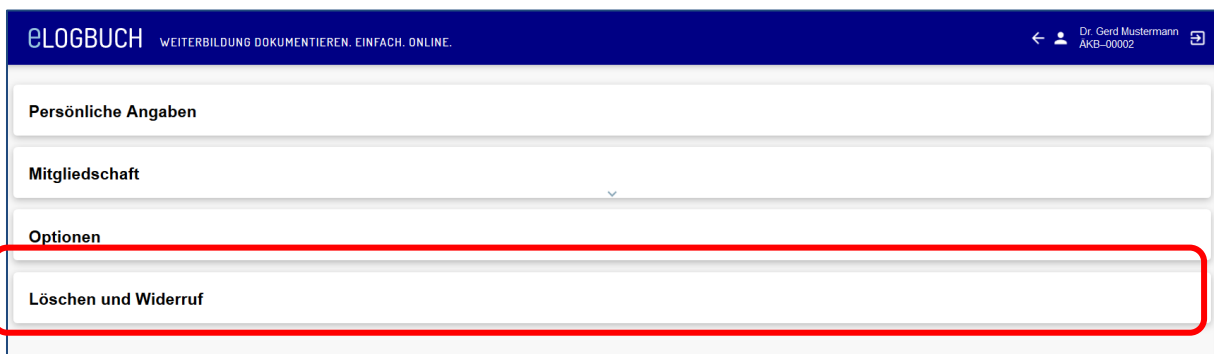 eLOGBUCH WEITERBILDUNG DOKUMENTIEREN. EINFACH. ONLINE.
Dr. Gerd Mustermann
ÄKB–00002
Persönliche Angaben
Mitgliedschaft
Optionen
Löschen und Widerruf